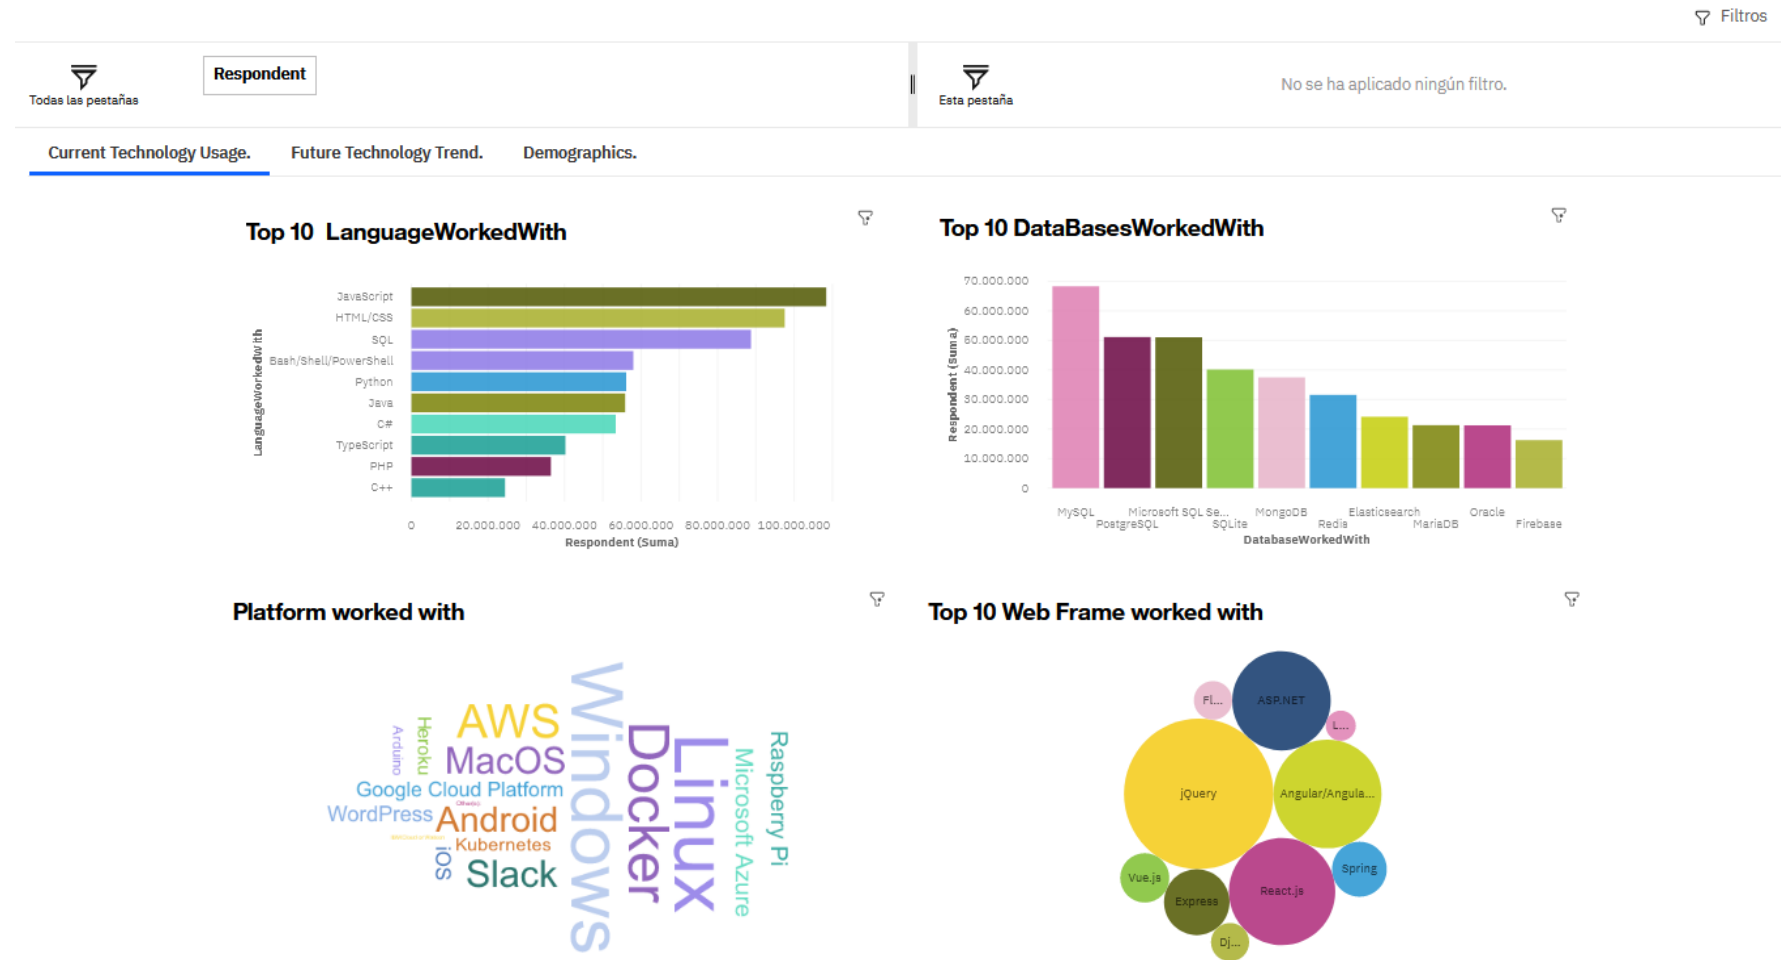 Filtros
Todas las pestañas
Respondent
Esta pestaña
No se ha aplicado ningún filtro.
Current Technology Usage.
Future Technology Trend.
Demographics.
Top 10 LanguageWorkedWith
LanguageWorkedWith
JavaScript
HTML/CSS
SQL
Bash/Shell/PowerShell
Python
Java
C#
TypeScript
PHP
C++
0 20.000.000 40.000.000 60.000.000 80.000.000 100.000.000
Respondent (Suma)
Top 10 DataBasesWorkedWith
Respondent (Suma)
70.000.000
60.000.000
50.000.000
40.000.000
30.000.000
20.000.000
10.000.000
0
MySQL
PostgreSQL
Microsoft SQL Se...
SQLite
MongoDB
Redis
Elasticsearch
MariaDB
Oracle
Firebase
DatabaseWorkedWith
Platform worked with
Arduino
Heroku
AWS
MacOS
Google Cloud Platform
WordPress
Android
Kubernetes
iOS
Slack
Windows
Docker
Linux
Microsoft Azure
Raspberry Pi
Top 10 Web Frame worked with
Fl...
ASP.NET
L...
jQuery
Angular/Angula...
Vue.js
Express
React.js
Spring
Dj...